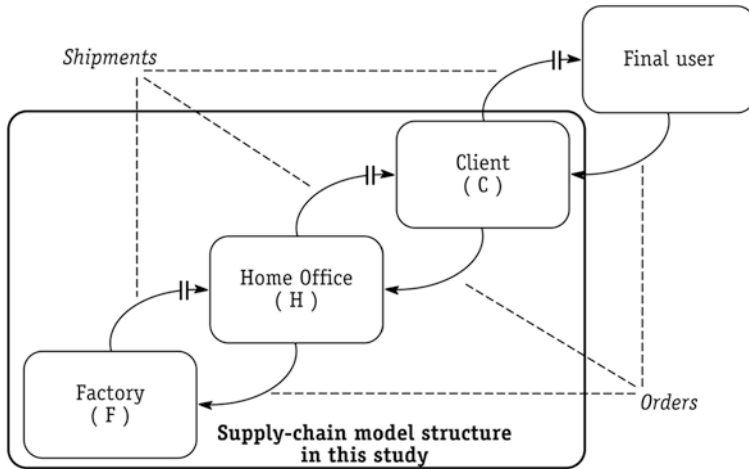 Shipments
Final user
Client
( C )
Home Office
( H )
Factory
( F )
Orders
Supply-chain model structure
in this study